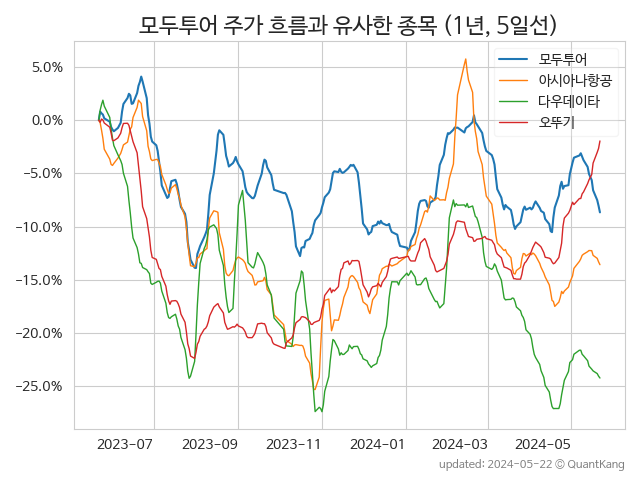 모두투어 주가 흐름과 유사한 종목 (1년, 5일선)
모두투어
아시아나항공
다우데이타
오뚜기
5.0%
0.0%
−5.0%
−10.0%
−15.0%
−20.0%
−25.0%
2023−07
2023−09
2023−11
2024−01
2024−03
2024−05
updated: 2024-05-22 © QuantKang